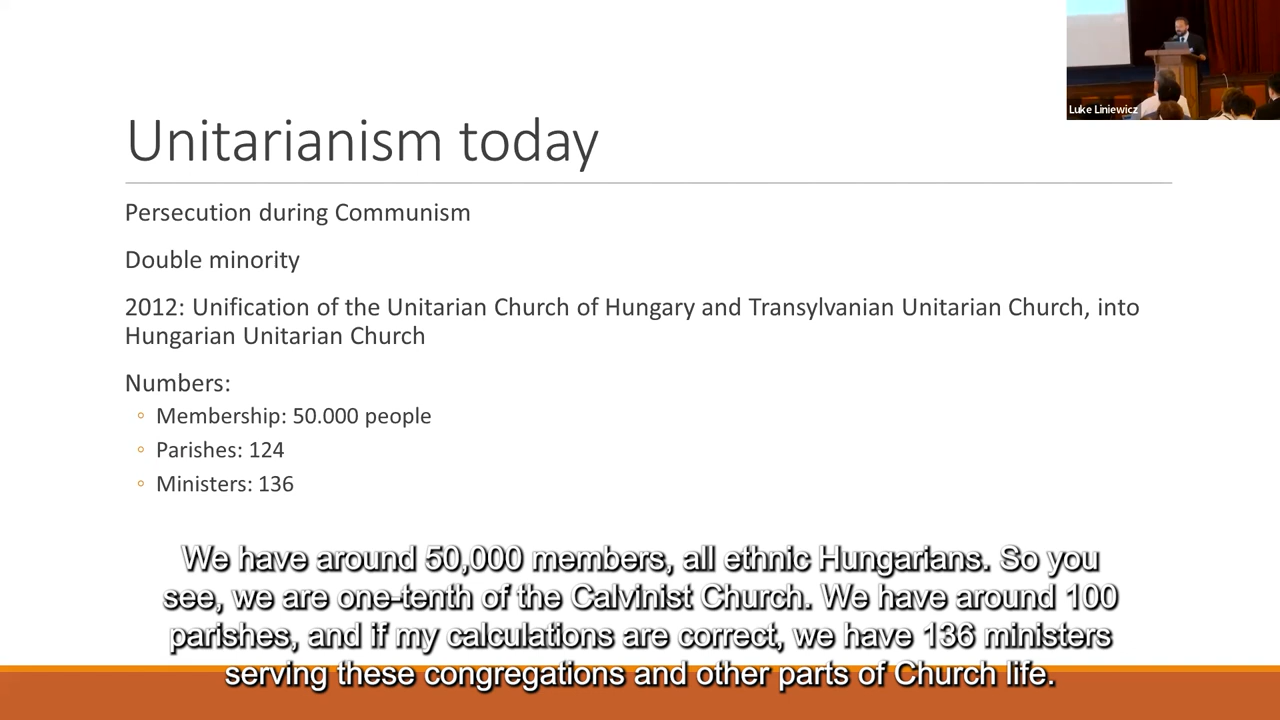 Luke Liniewicz
Unitarianism today
Persecution during Communism
Double minority
2012: Unification of the Unitarian Church of Hungary and Transylvanian Unitarian Church, into
Hungarian Unitarian Church
Numbers:
◦ Membership: 50.000 people
◦ Parishes: 124
◦ Ministers: 136
We have around 50,000 members, all ethnic Hungarians. So you
see, we are one-tenth of the Calvinist Church. We have around 100
parishes, and if my calculations are correct, we have 136 ministers
serving these congregations and other parts of Church life.